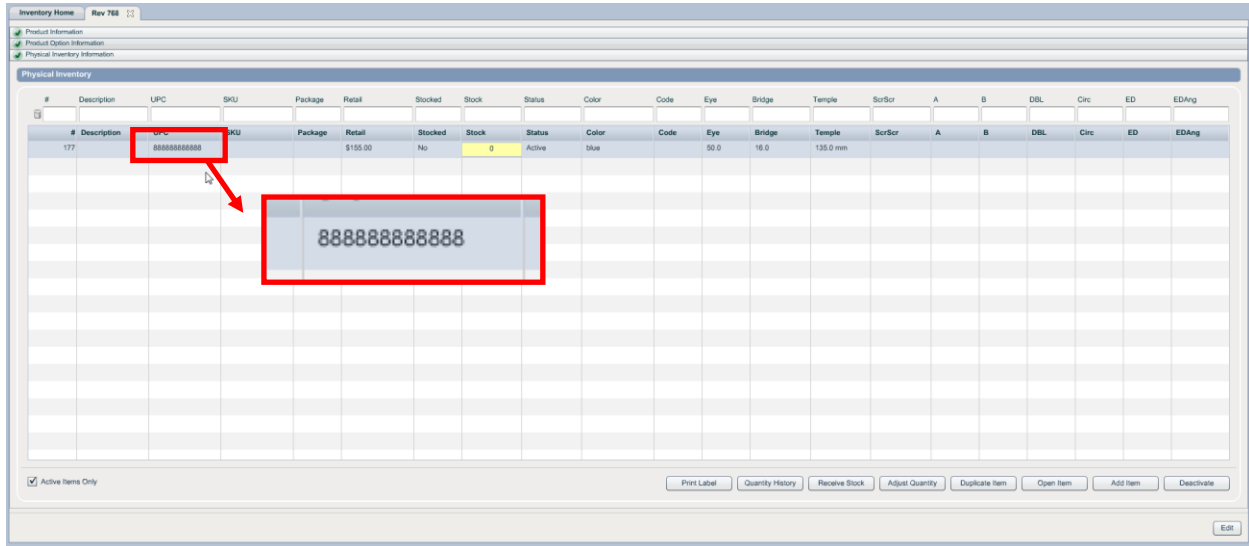 Inventory Home Rev 768
Product Information
Product Option Information
Physical Inventory Information
Physical Inventory
# Description UPC SKU Package Retail Stocked Stock Status Color Code Eye Bridge Temple ScrScr A B DBL Circ ED EDAng
# Description UPC SKU Package Retail Stocked Stock Status Color Code Eye Bridge Temple ScrScr A B DBL Circ ED EDAng
177 888888888888 $155.00 No 0 Active blue 50.0 16.0 135.0 mm
888888888888
Active Items Only Print Label Quantity History Receive Stock Adjust Quantity Duplicate Item Open Item Add Item Deactivate
Edit